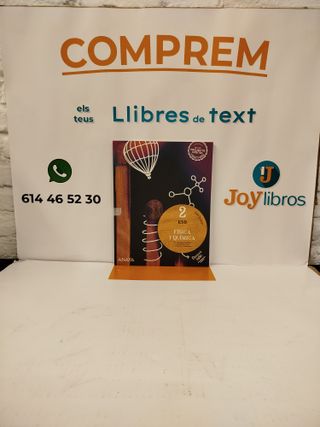 COMPREM
els
teus
Llibres de text
614 46 52 30
Joylibros
2
ESO
FÍSICA
Y QUÍMICA
ANAYA